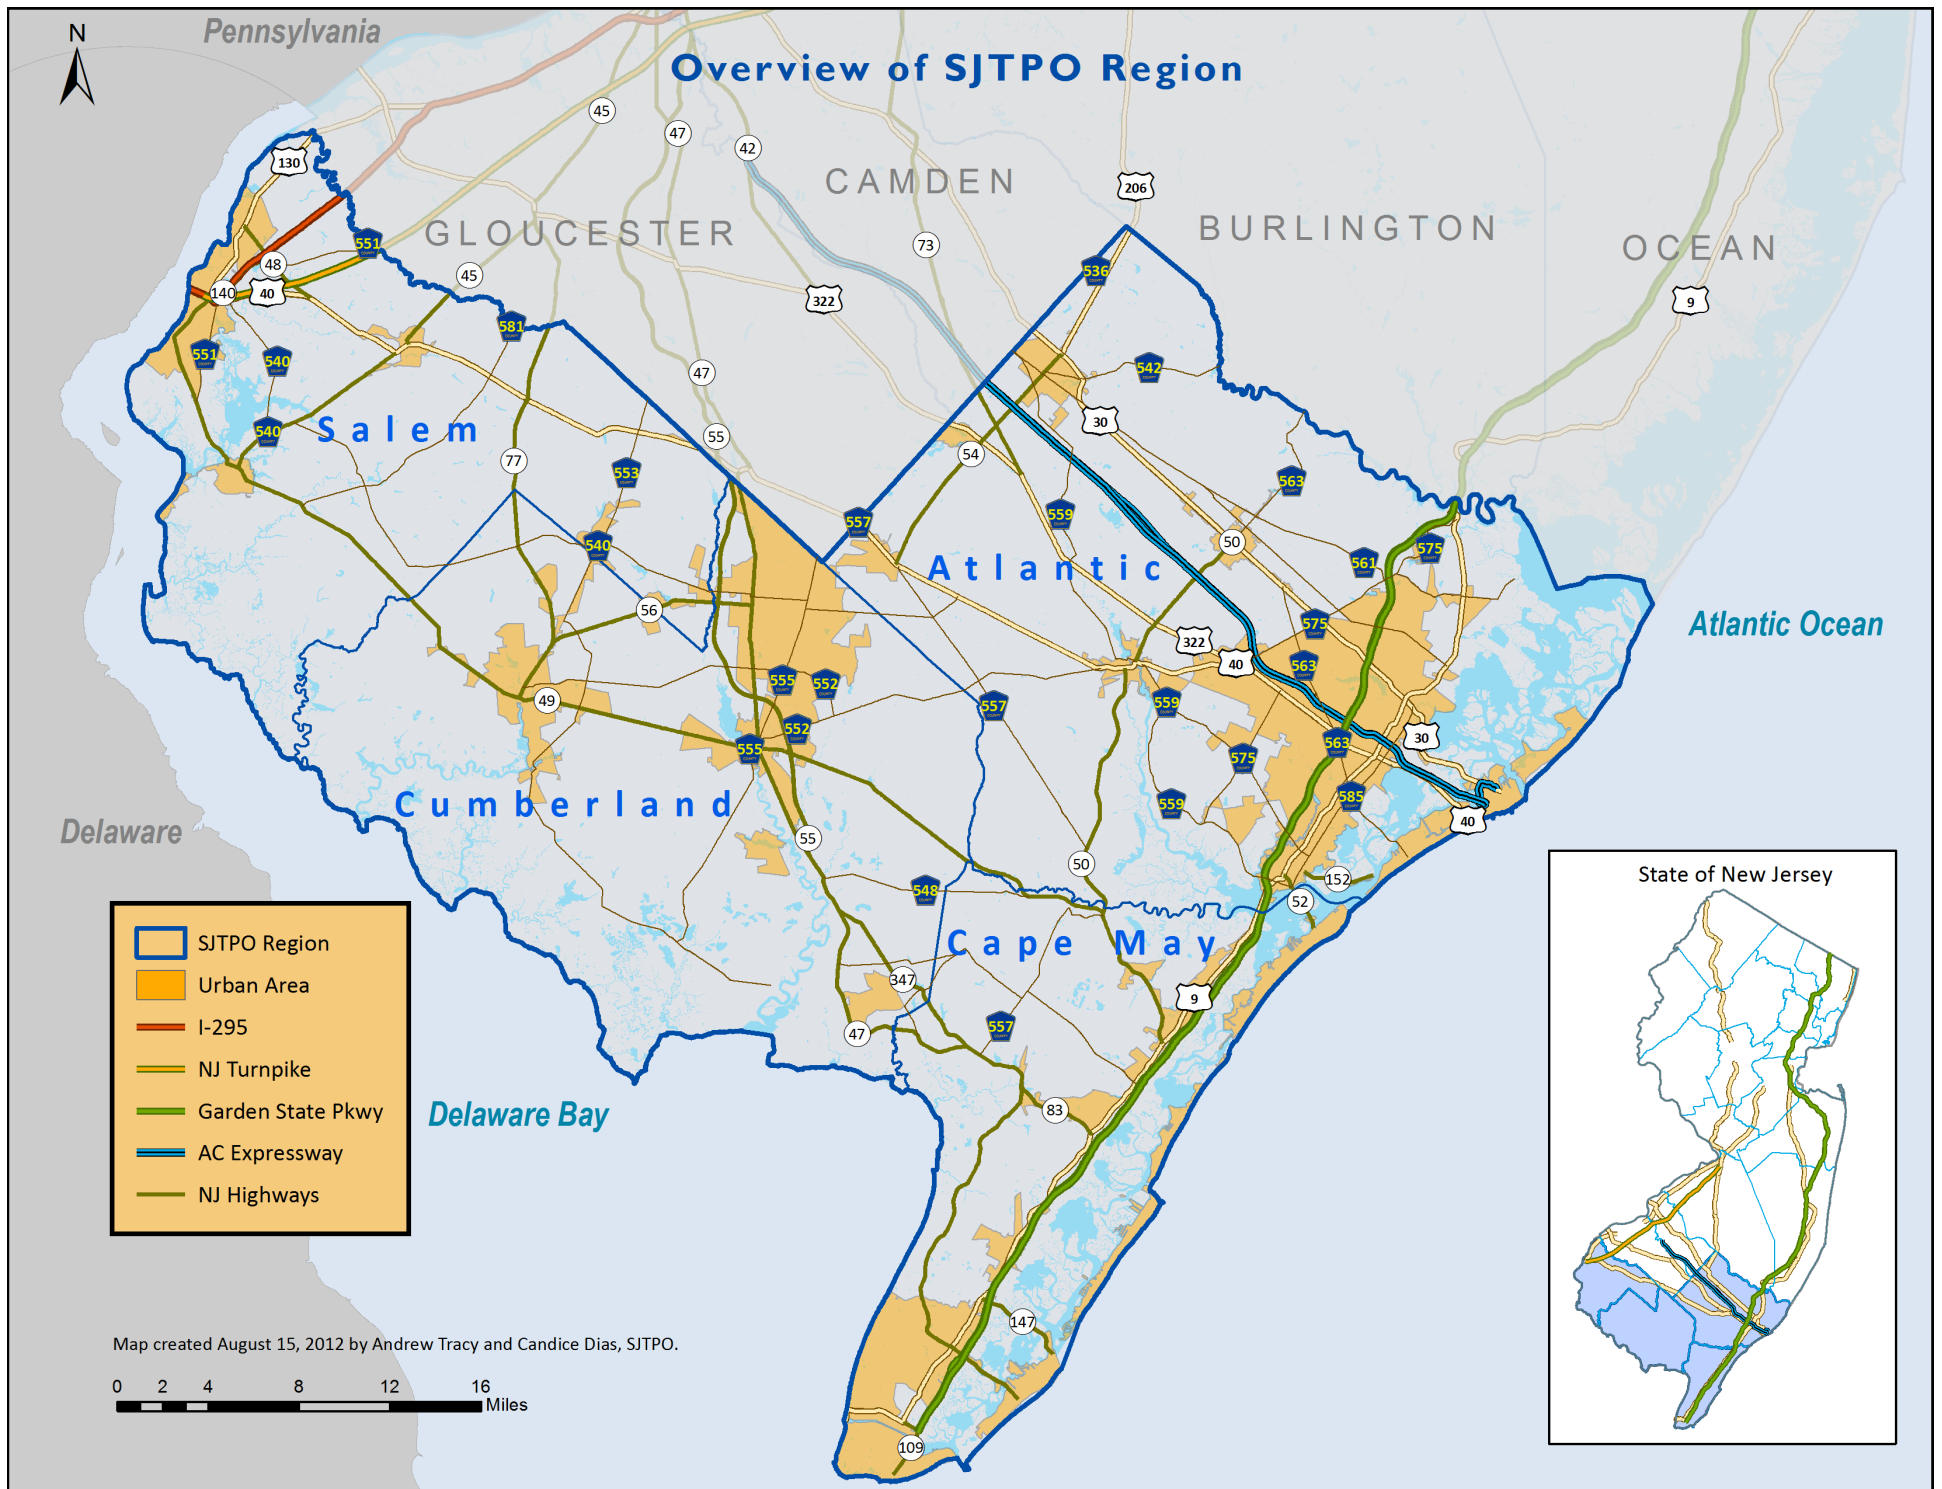 Pennsylvania
N
Overview of SJTPO Region
45
47
42
130
CAMDEN
206
GLOUCESTER
BURLINGTON
OCEAN
551
73
48
45
536
140
40
322
9
581
551
540
542
47
30
540
Salem
55
54
77
553
563
557
559
540
50
561
575
Atlantic
56
575
Atlantic Ocean
322
40
563
555
552
49
557
559
552
555
563
30
575
Cumberland
585
559
Delaware
55
40
50
548
152
52
State of New Jersey
Cape May
SJTPO Region
347
Urban Area
9
I-295
557
47
NJ Turnpike
Garden State Pkwy
83
Delaware Bay
AC Expressway
NJ Highways
147
Map created August 15, 2012 by Andrew Tracy and Candice Dias, SJTPO.
0 2 4 8 12 16
Miles
109